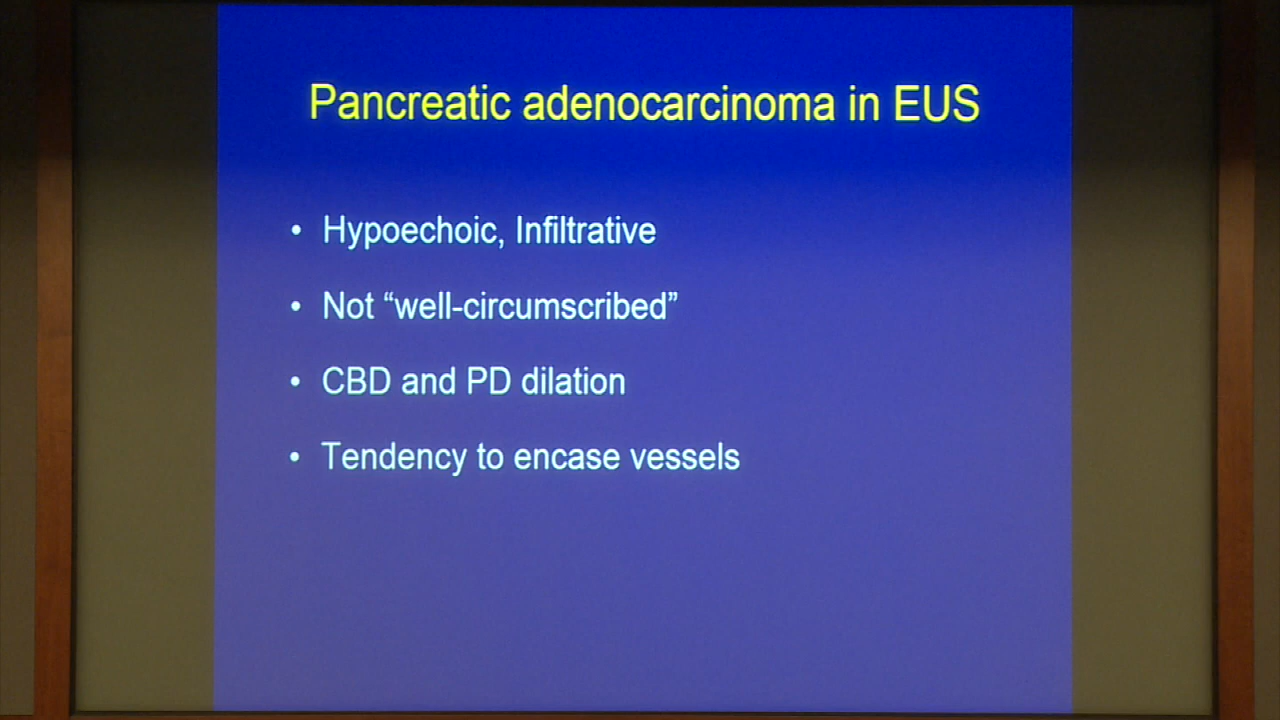 Pancreatic adenocarcinoma in EUS
• Hypoechoic, Infiltrative
• Not “well-circumscribed”
• CBD and PD dilation
• Tendency to encase vessels